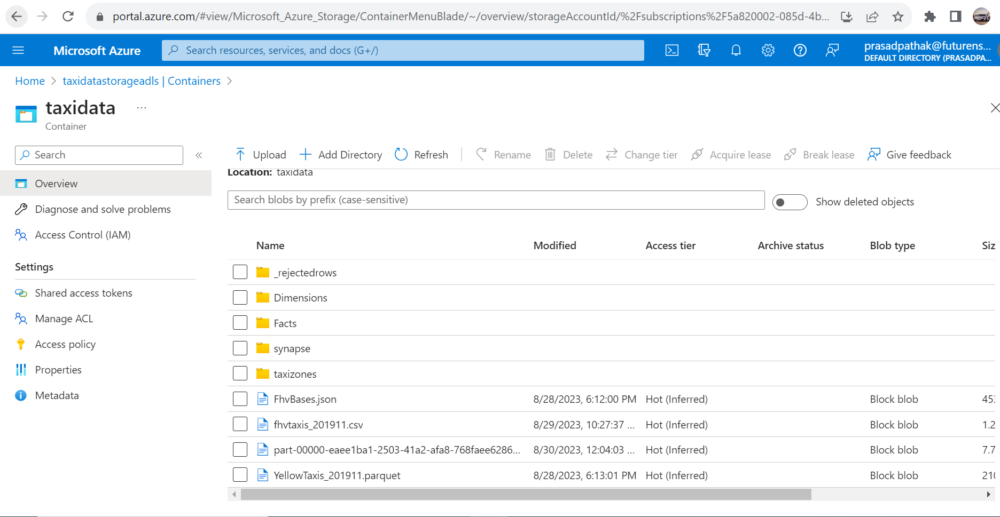 portal.azure.com/#view/Microsoft_Azure_Storage/ContainerMenuBlade/~/overview/storageAccountId/%2Fsubscriptions%2F5a820002-085d-4b...
Microsoft Azure
Search resources, services, and docs (G+/)
prasadpathak@futurens...
DEFAULT DIRECTORY (PRASADPA...
Home > taxidatastorageadls | Containers >
taxidata ...
Container
Search «
Upload Add Directory Refresh Rename Delete Change tier Acquire lease Break lease Give feedback
Location: taxidata
Search blobs by prefix (case-sensitive) Show deleted objects
Overview
Diagnose and solve problems
Access Control (IAM)
Settings
Shared access tokens
Manage ACL
Access policy
Properties
Metadata
Name Modified Access tier Archive status Blob type Siz
_rejectedrows
Dimensions
Facts
synapse
taxizones
FhvBases.json 8/28/2023, 6:12:00 PM Hot (Inferred) Block blob 453
fhvtaxis_201911.csv 8/29/2023, 10:27:37 ... Hot (Inferred) Block blob 1.2
part-00000-eaee1ba1-2503-41a2-afa8-768faee6286... 8/30/2023, 12:04:03 ... Hot (Inferred) Block blob 7.7
YellowTaxis_201911.parquet 8/28/2023, 6:13:01 PM Hot (Inferred) Block blob 210